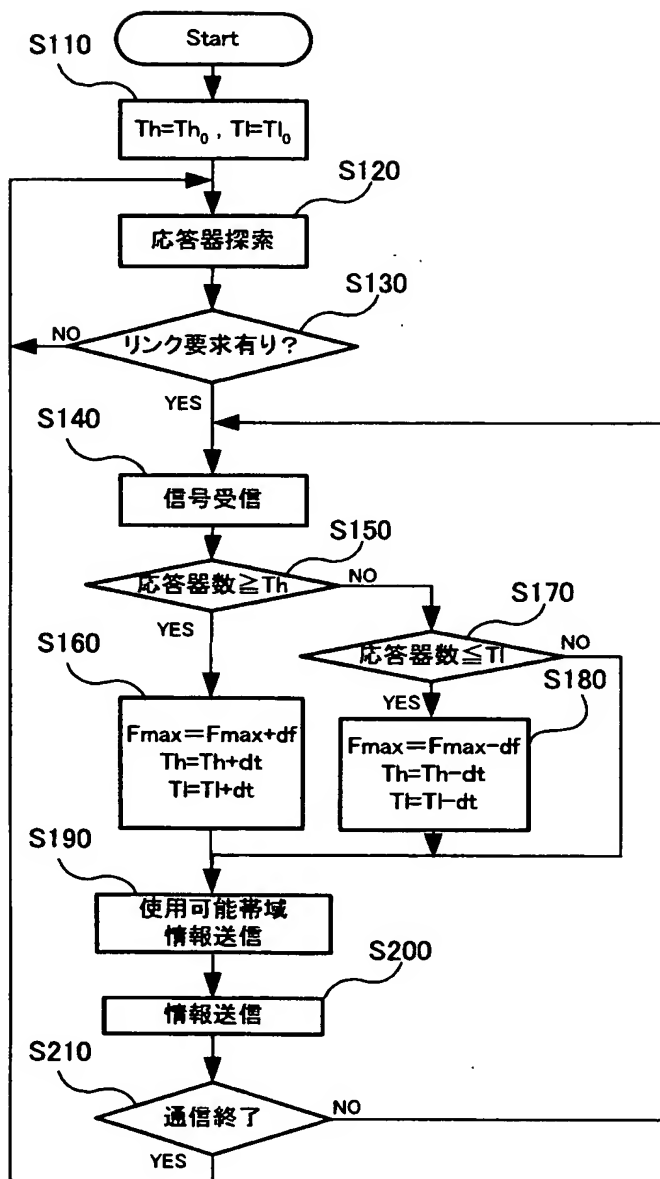 Start
S110
Th=Th₀ , Tl=Tl₀
S120
応答器探索
S130
リンク要求有り？
NO
YES
S140
信号受信
S150
応答器数≧Th
NO
YES
S160
S170
応答器数≦Tl
NO
YES
S180
Fmax＝Fmax+df
Th=Th+dt
Tl=Tl+dt
Fmax＝Fmax-df
Th=Th-dt
Tl=Tl-dt
S190
使用可能帯域
情報送信
S200
情報送信
S210
通信終了
NO
YES